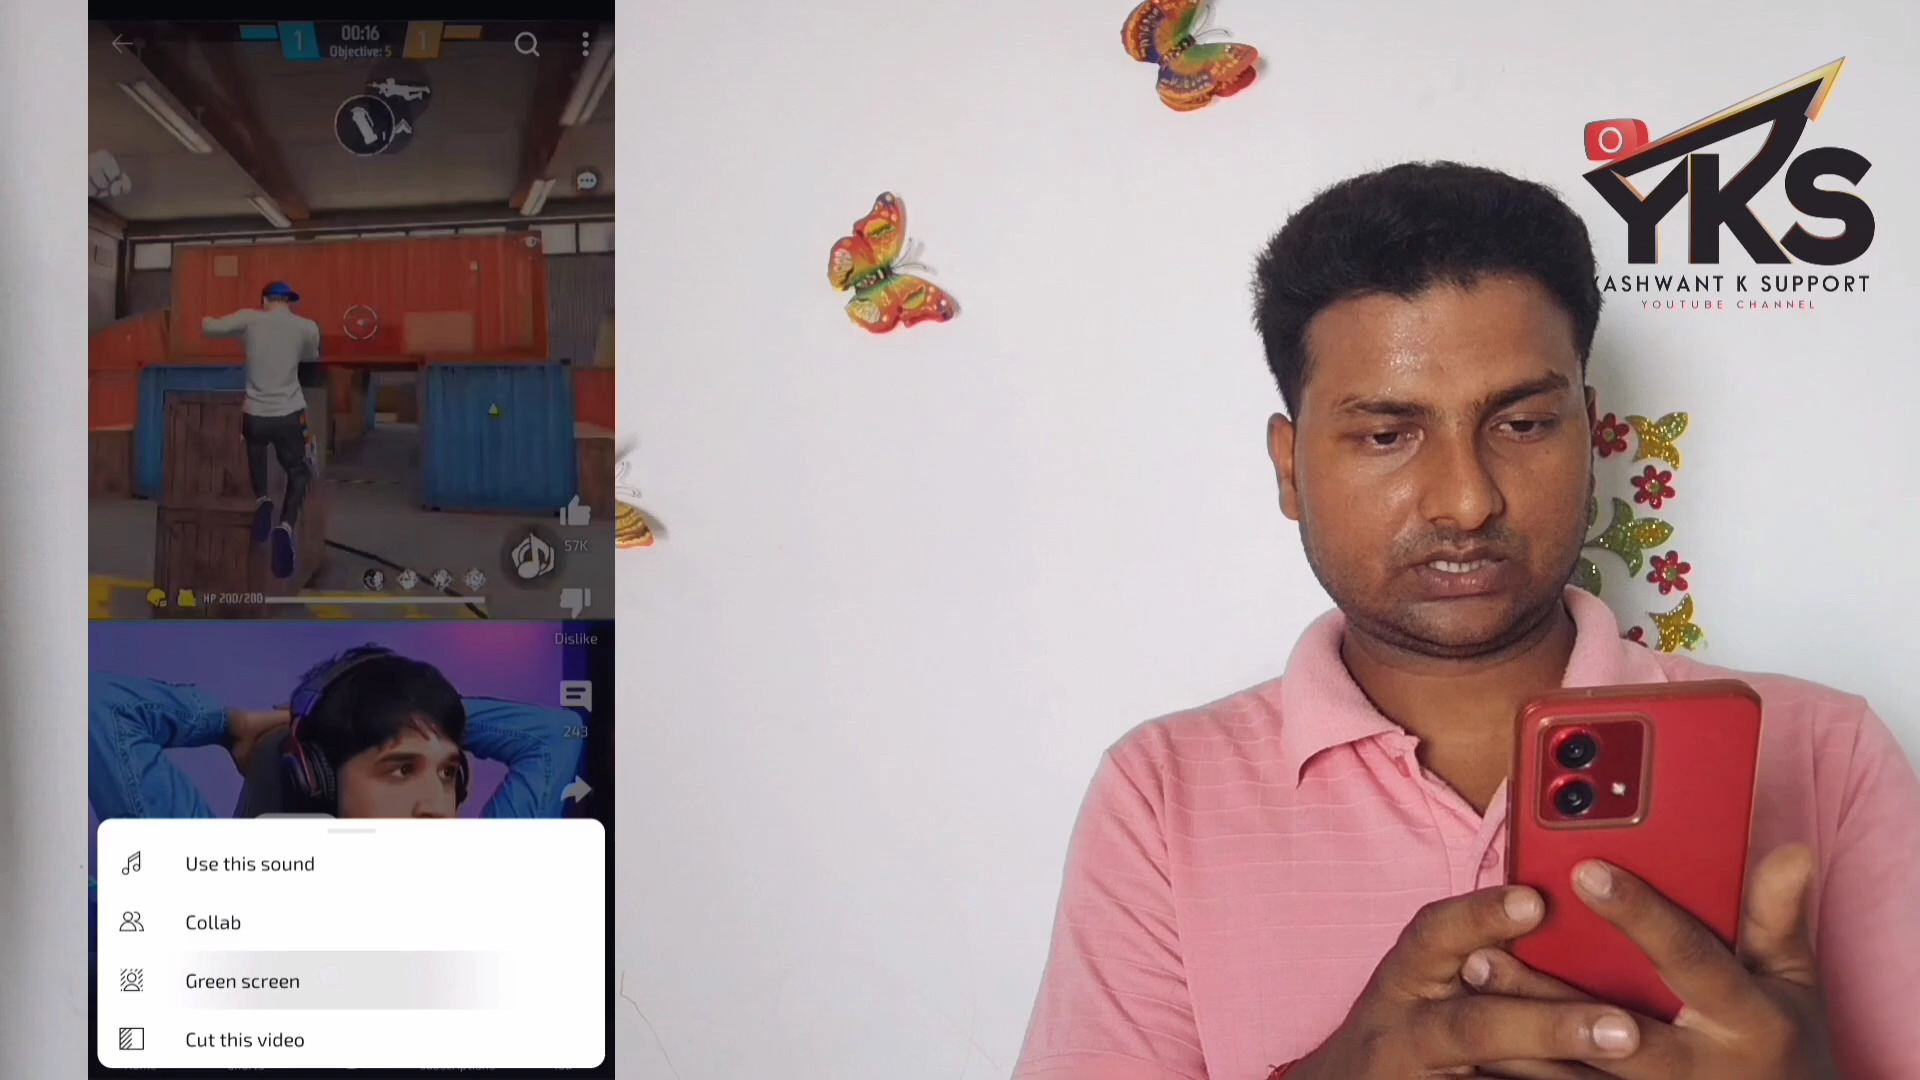 1
00:16
1
Objective: 5
57K
HP 200/200
Dislike
243
Use this sound
Collab
Green screen
Cut this video
YKS
YASHWANT K SUPPORT
YOUTUBE CHANNEL